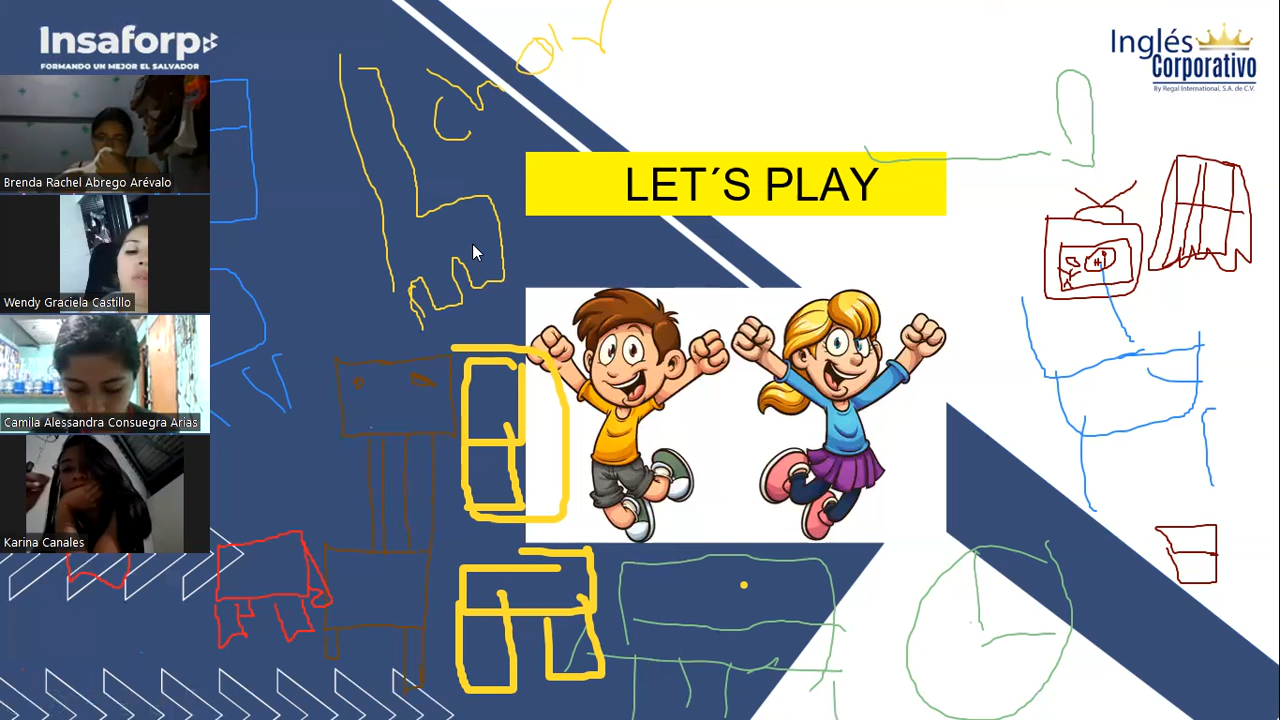 Insaforp
FORMANDO UN MEJOR EL SALVADOR
Inglés
Corporativo
By Regal International, S.A. de C.V.
LET´S PLAY
Brenda Rachel Abrego Arévalo
Wendy Graciela Castillo
Camila Alessandra Consuegra Arias
Karina Canales
Hi